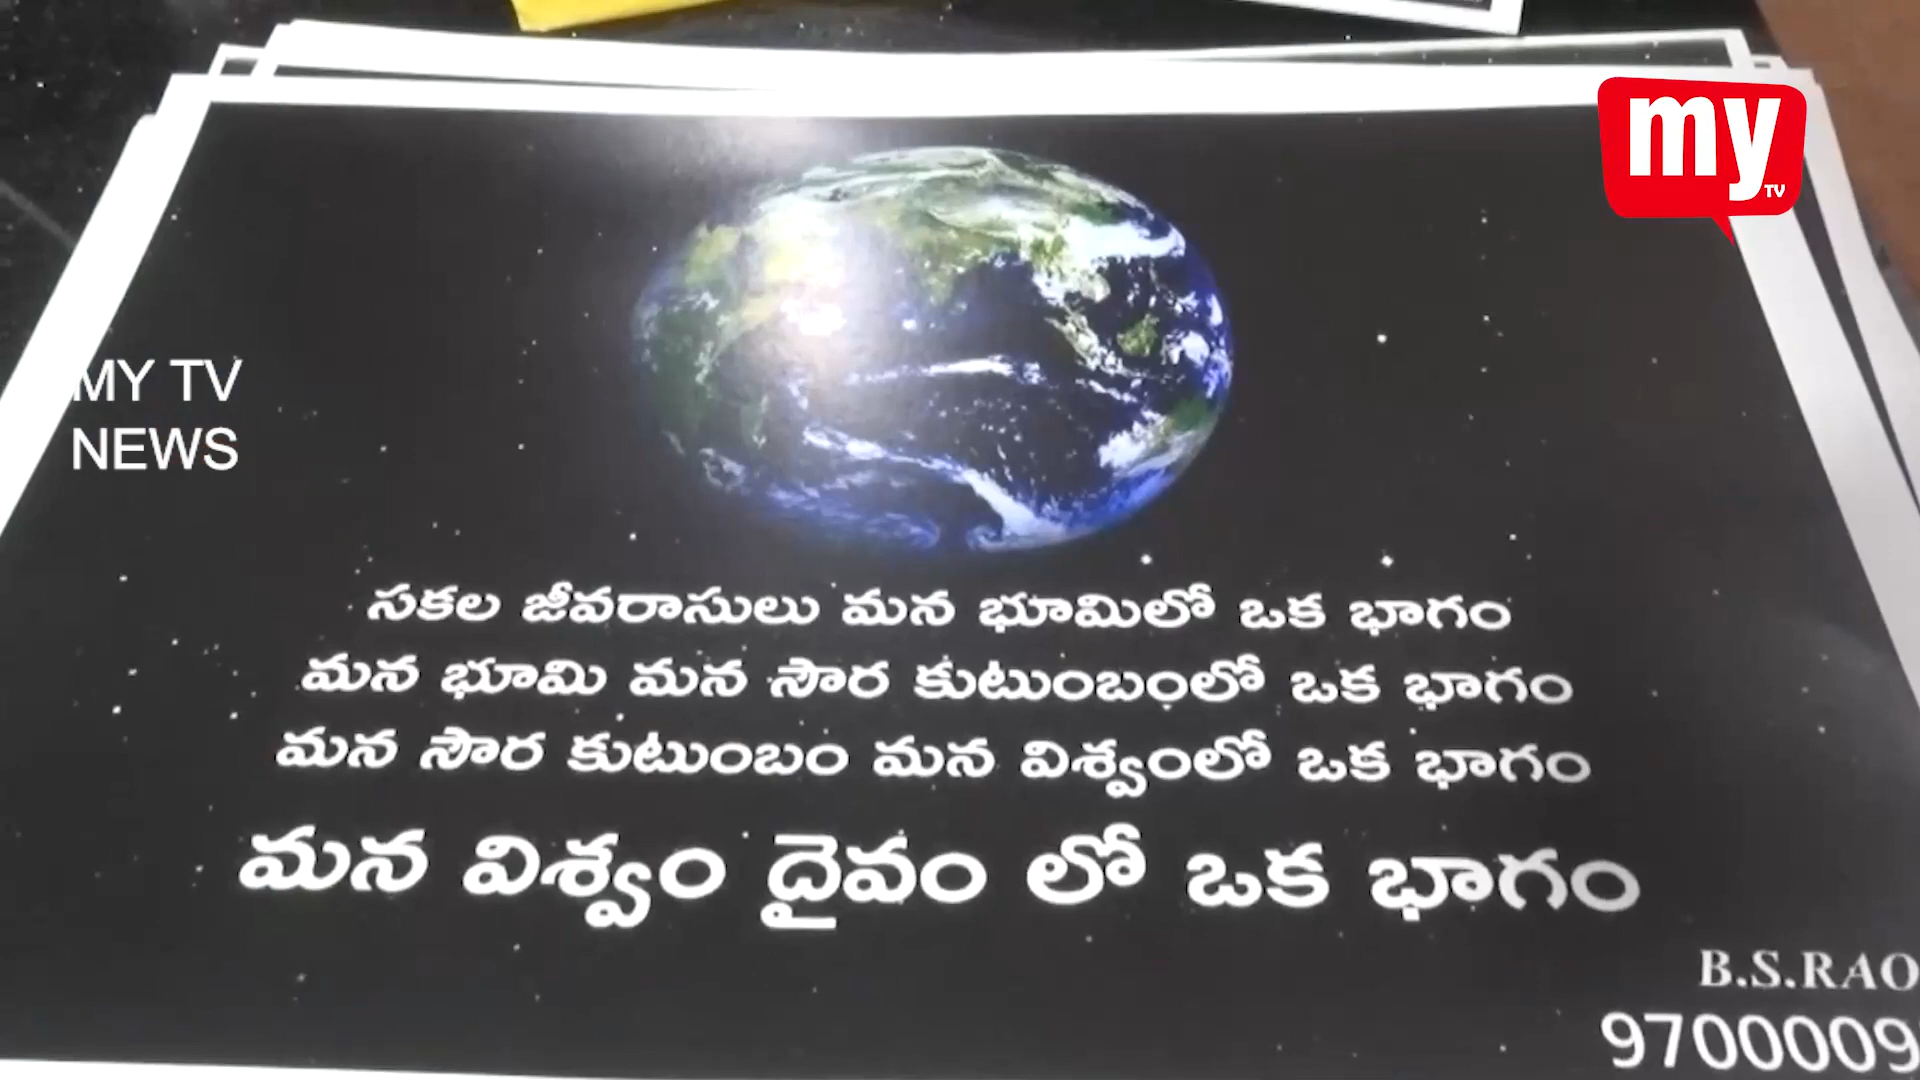 my
TV
MY TV
NEWS
సకల జీవరాసులు మన భూమిలో ఒక భాగం
మన భూమి మన సౌర కుటుంబంలో ఒక భాగం
మన సౌర కుటుంబం మన విశ్వంలో ఒక భాగం
మన విశ్వం దైవం లో ఒక భాగం
B.S.RAO
9700009